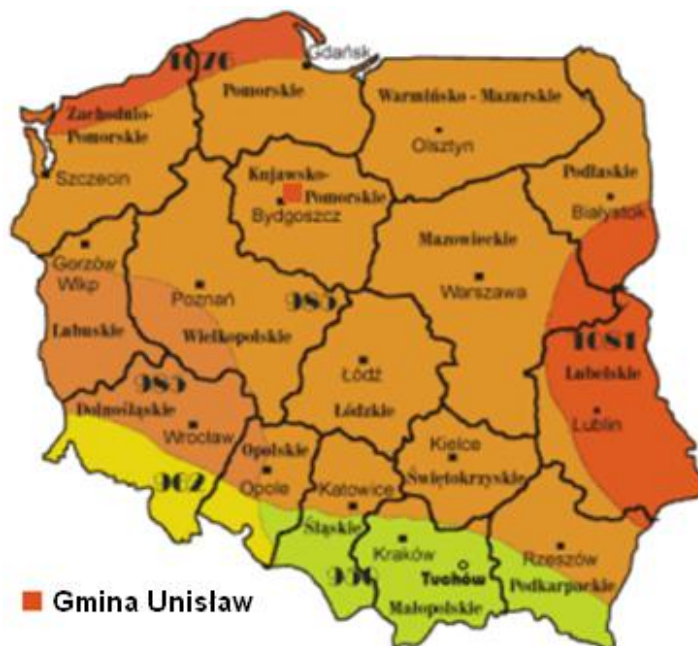 1076
Gdańsk
Pomorskie
Zachodnio-
Pomorskie
Szczecin
Warmińsko - Mazurskie
Olsztyn
Podlaskie
Białystok
Kujawsko-
Pomorskie
Bydgoszcz
Mazowieckie
Warszawa
Gorzów
Wlkp
Lubuskie
Poznań
985
Wielkopolskie
Łódź
Łódzkie
1081
Lubelskie
Lublin
985
Dolnośląskie
Wrocław
Opolskie
Opole
962
Kielce
Świętokrzyskie
Katowice
Śląskie
Kraków
Tuchów
Małopolskie
Rzeszów
Podkarpackie
Gmina Unisław